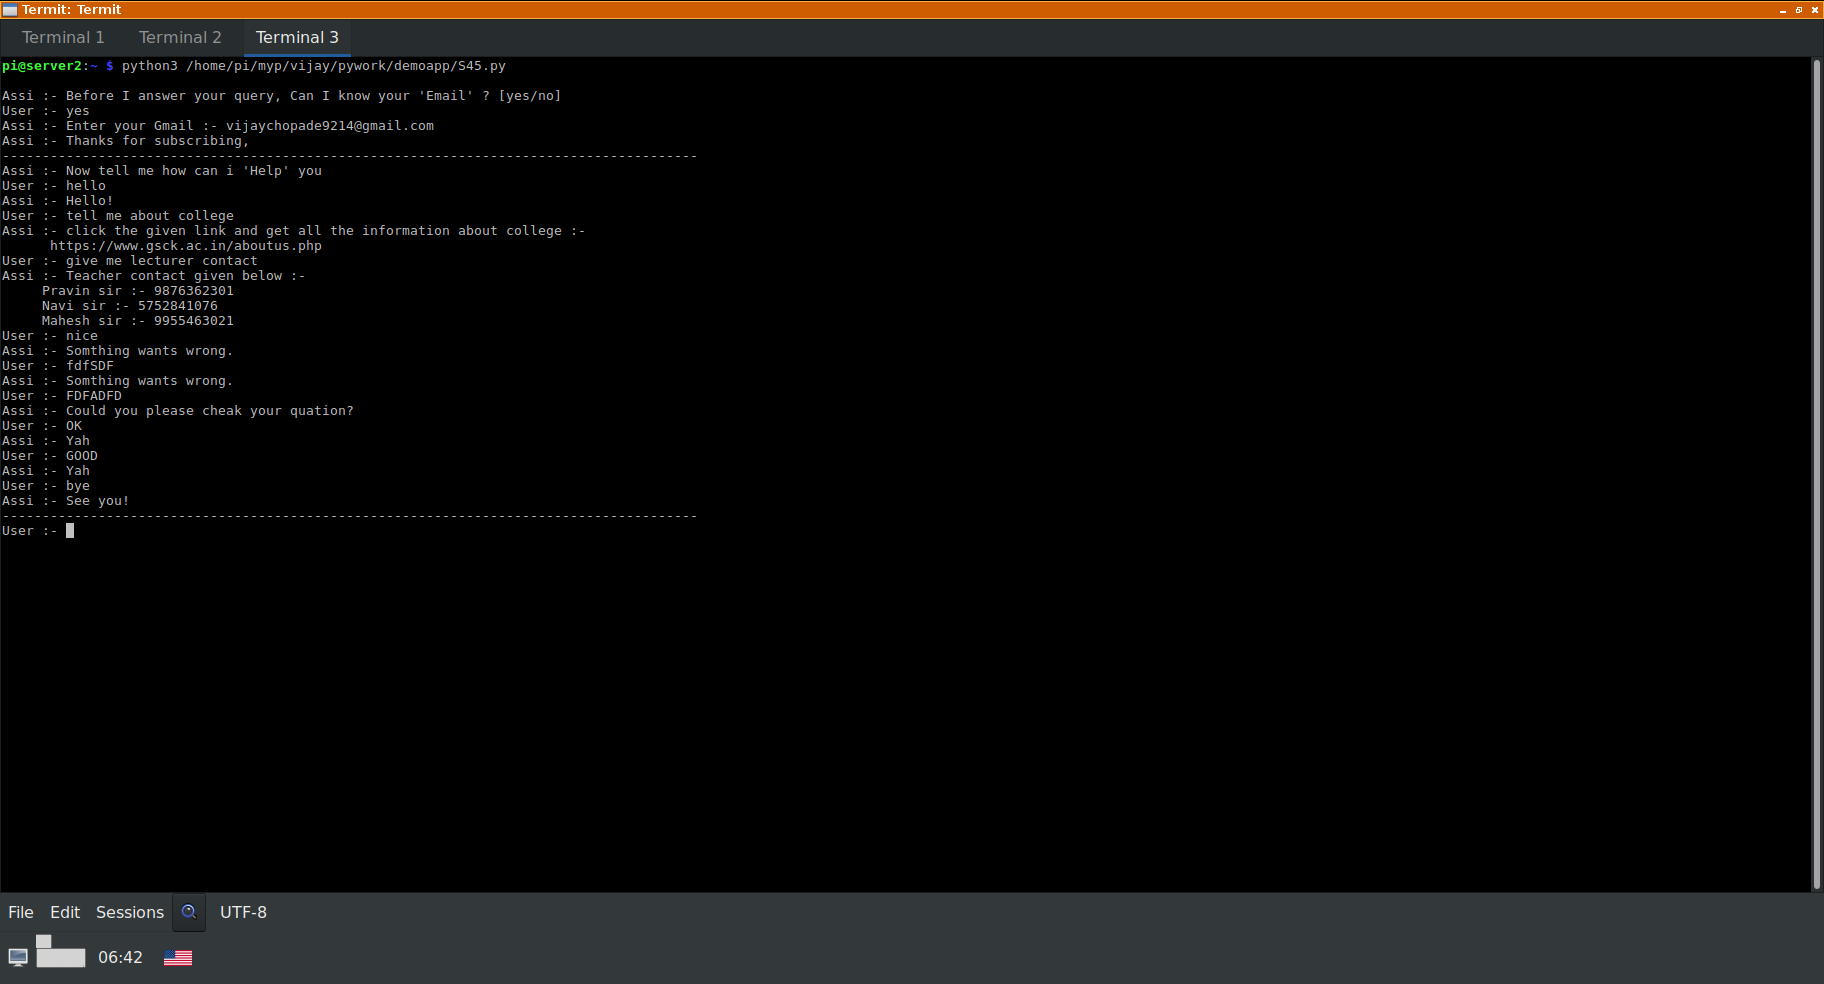 Termit: Termit
Terminal 1 Terminal 2 Terminal 3
pi@server2:~ $ python3 /home/pi/myp/vijay/pywork/demoapp/S45.py
Assi :- Before I answer your query, Can I know your 'Email' ? [yes/no]
User :- yes
Assi :- Enter your Gmail :- vijaychopade9214@gmail.com
Assi :- Thanks for subscribing,
---------------------------------------------------------------------------------------
Assi :- Now tell me how can i 'Help' you
User :- hello
Assi :- Hello!
User :- tell me about college
Assi :- click the given link and get all the information about college :-
https://www.gsck.ac.in/aboutus.php
User :- give me lecturer contact
Assi :- Teacher contact given below :-
Pravin sir :- 9876362301
Navi sir :- 5752841076
Mahesh sir :- 9955463021
User :- nice
Assi :- Somthing wants wrong.
User :- fdfSDF
Assi :- Somthing wants wrong.
User :- FDFADFD
Assi :- Could you please cheak your quation?
User :- OK
Assi :- Yah
User :- GOOD
Assi :- Yah
User :- bye
Assi :- See you!
---------------------------------------------------------------------------------------
User :-
File Edit Sessions UTF-8
06:42